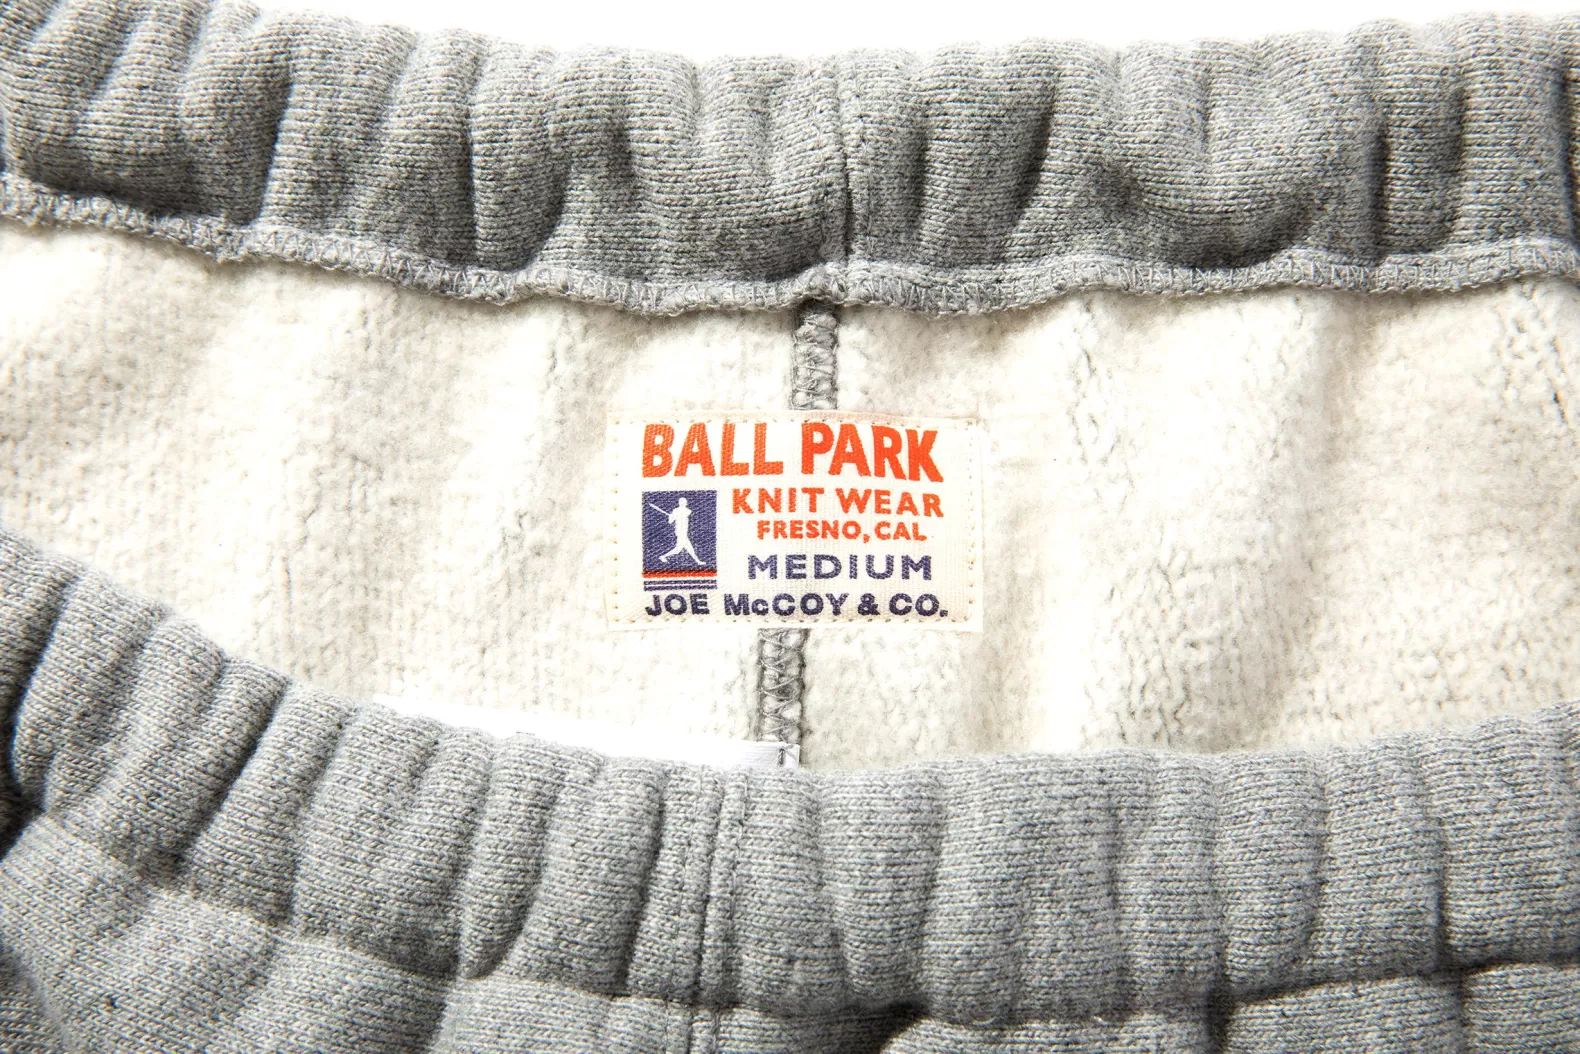 BALL PARK
KNIT WEAR
FRESNO, CAL
MEDIUM
JOE McCOY & CO.